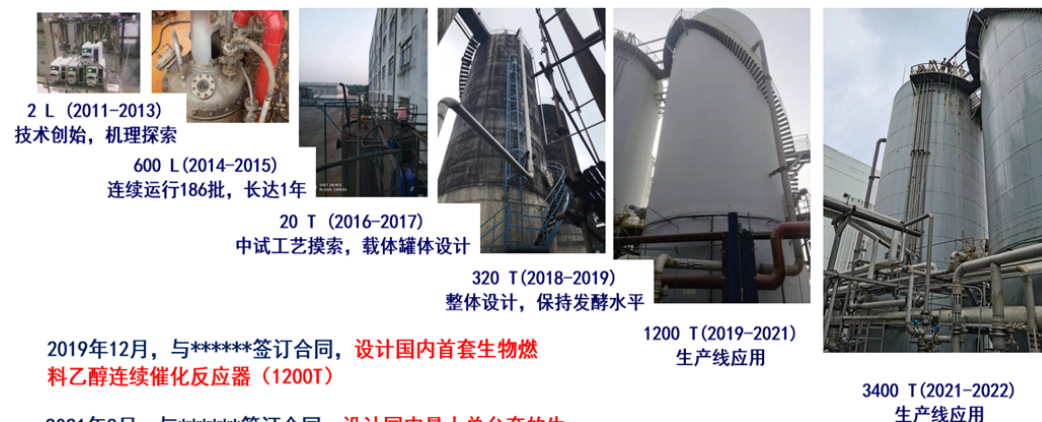 2 L (2011-2013)
技术创始，机理探索
600 L(2014-2015)
连续运行186批，长达1年
20 T (2016-2017)
中试工艺摸索，载体罐体设计
320 T(2018-2019)
整体设计，保持发酵水平
1200 T(2019-2021)
生产线应用
3400 T(2021-2022)
生产线应用
2019年12月，与******签订合同，设计国内首套生物燃
料乙醇连续催化反应器（1200T）